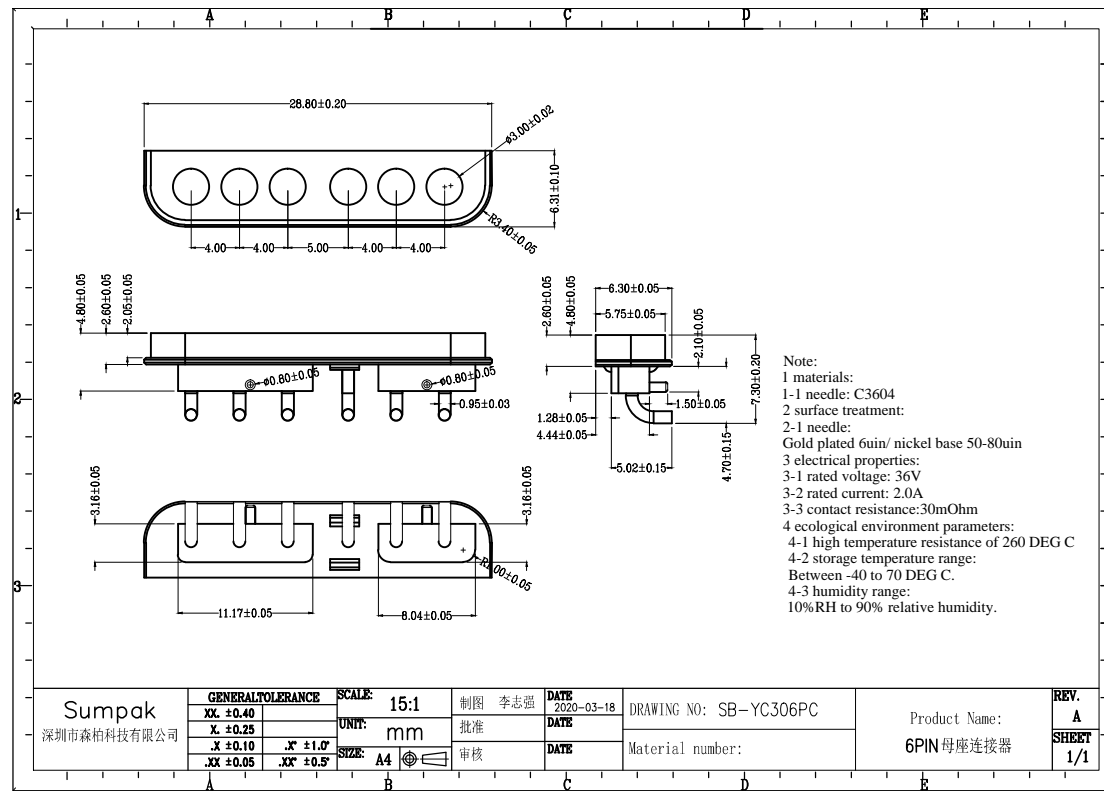 A B C D E
28.80±0.20
ø3.00±0.02
6.31±0.10
R3.40±0.05
1
4.00 4.00 5.00 4.00 4.00
4.80±0.05
2.60±0.05
2.05±0.05
ø0.80±0.05
ø0.80±0.05
0.95±0.03
2
6.30±0.05
5.75±0.05
2.60±0.05
4.80±0.05
2.10±0.05
7.30±0.20
1.50±0.05
1.28±0.05
4.44±0.05
5.02±0.15
4.70±0.15
Note:
1 materials:
1-1 needle: C3604
2 surface treatment:
2-1 needle:
Gold plated 6uin/ nickel base 50-80uin
3 electrical properties:
3-1 rated voltage: 36V
3-2 rated current: 2.0A
3-3 contact resistance:30mOhm
4 ecological environment parameters:
4-1 high temperature resistance of 260 DEG C
4-2 storage temperature range:
Between -40 to 70 DEG C.
4-3 humidity range:
10%RH to 90% relative humidity.
3.16±0.05
3.16±0.05
3
11.17±0.05
8.04±0.05
Sumpak
深圳市森柏科技有限公司
GENERALTOLERANCE
XX. ±0.40
X. ±0.25
.X ±0.10 .X° ±1.0°
.XX ±0.05 .XX° ±0.5°
SCALE: 15:1
UNIT: mm
SIZE: A4
制图 李志强
批准
审核
DATE 2020-03-18
DATE
DATE
DRAWING NO: SB-YC306PC
Material number:
Product Name:
6PIN母座连接器
REV.
A
SHEET
1/1
A B C D E